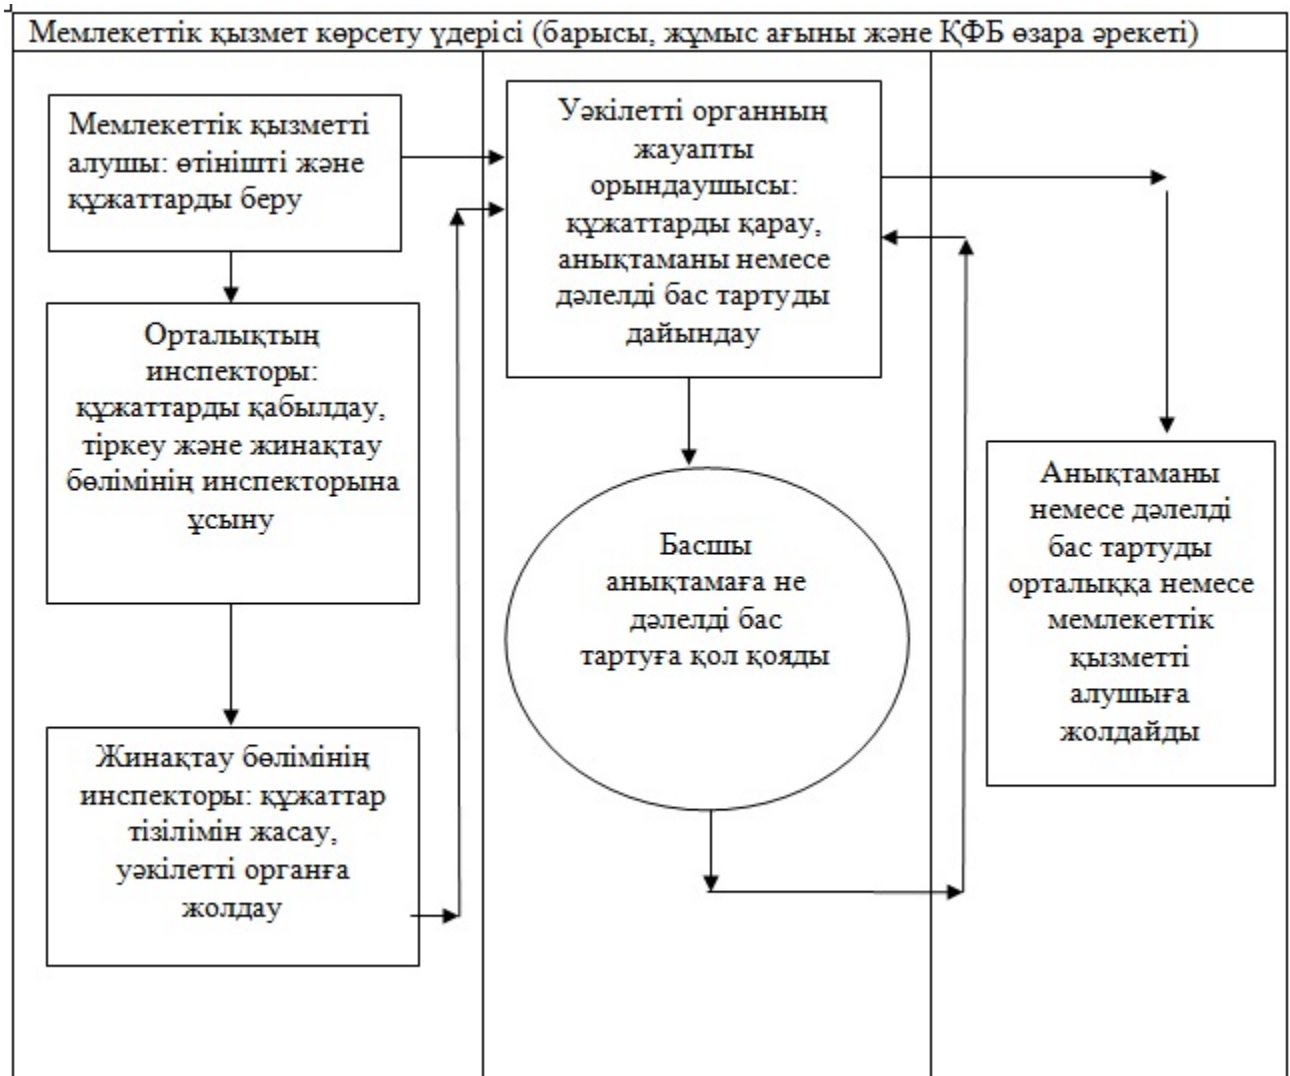 Мемлекеттік қызмет көрсету үдерісі (барысы, жұмыс ағыны және ҚФБ өзара әрекеті)
Мемлекеттік қызметті
алушы: өтінішті және
құжаттарды беру
Орталықтың
инспекторы:
құжаттарды қабылдау,
тіркеу және жинақтау
бөлімінің инспекторына
ұсыну
Жинақтау бөлімінің
инспекторы: құжаттар
тізілімін жасау,
уәкілетті органға
жолдау
Уәкілетті органның
жауапты
орындаушысы:
құжаттарды қарау,
анықтаманы немесе
дәлелді бас тартуды
дайындау
Басшы
анықтамаға не
дәлелді бас
тартуға қол қояды
Анықтаманы
немесе дәлелді
бас тартуды
орталыққа немесе
мемлекеттік
қызметті
алушыға
жолдайды